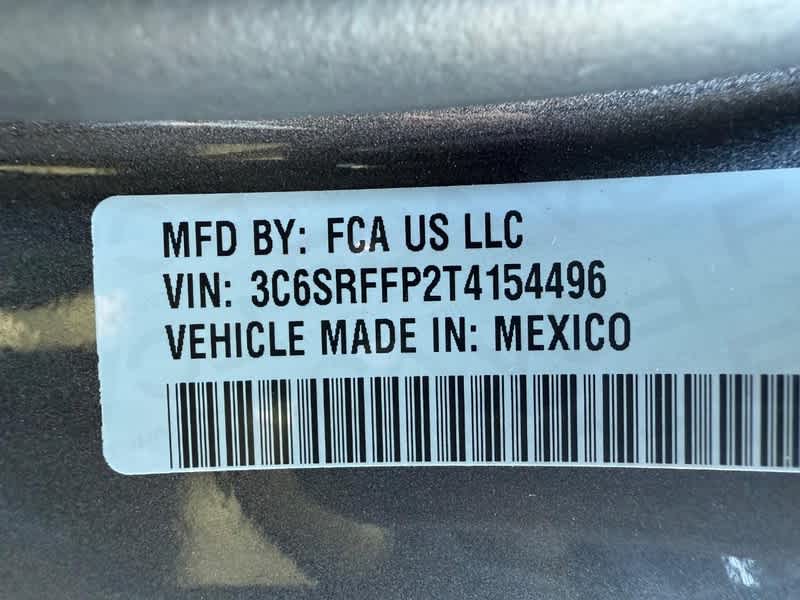 MFD BY: FCA US LLC
VIN: 3C6SRFFP2T4154496
VEHICLE MADE IN: MEXICO